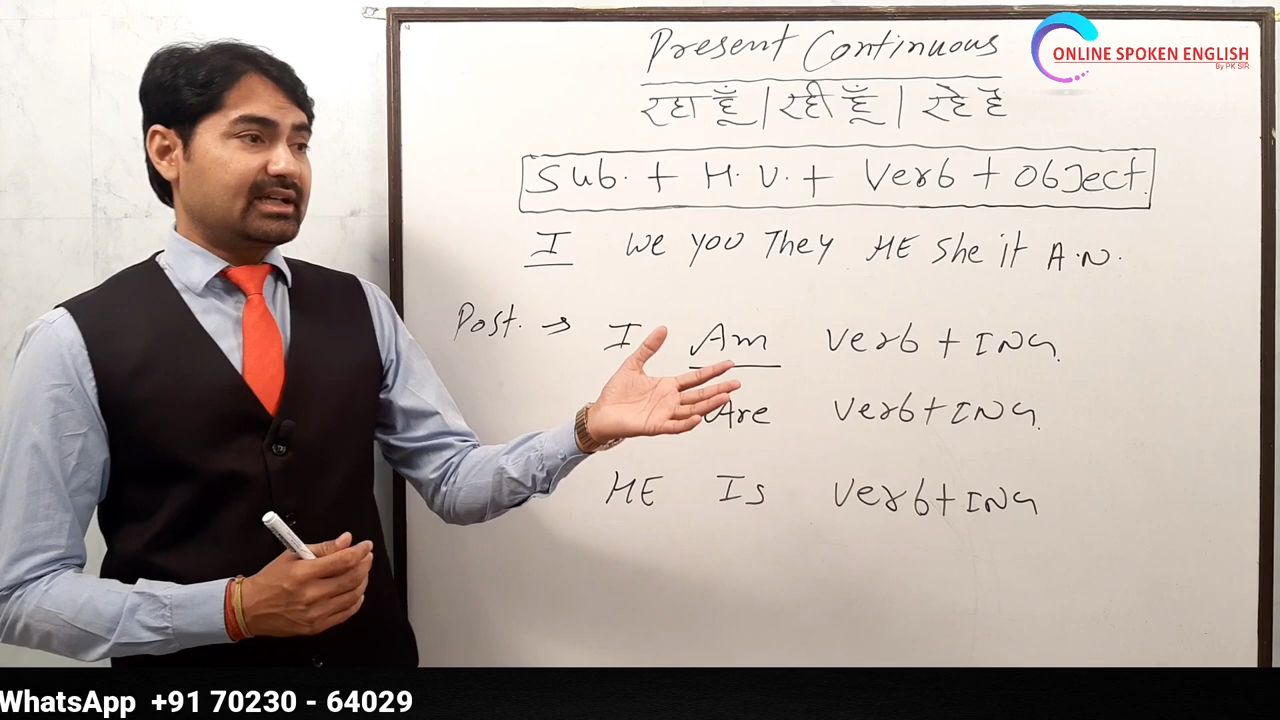 Present Continuous
ONLINE SPOKEN ENGLISH
By PK SIR
रहा हूँ | रही हूँ | रहे है
Sub. + H.V. + Verb + Object.
I We you They HE She it A.N.
Post. → I Am Verb + ING.
Are Verb + ING.
HE Is Verb + ING
WhatsApp +91 70230 - 64029